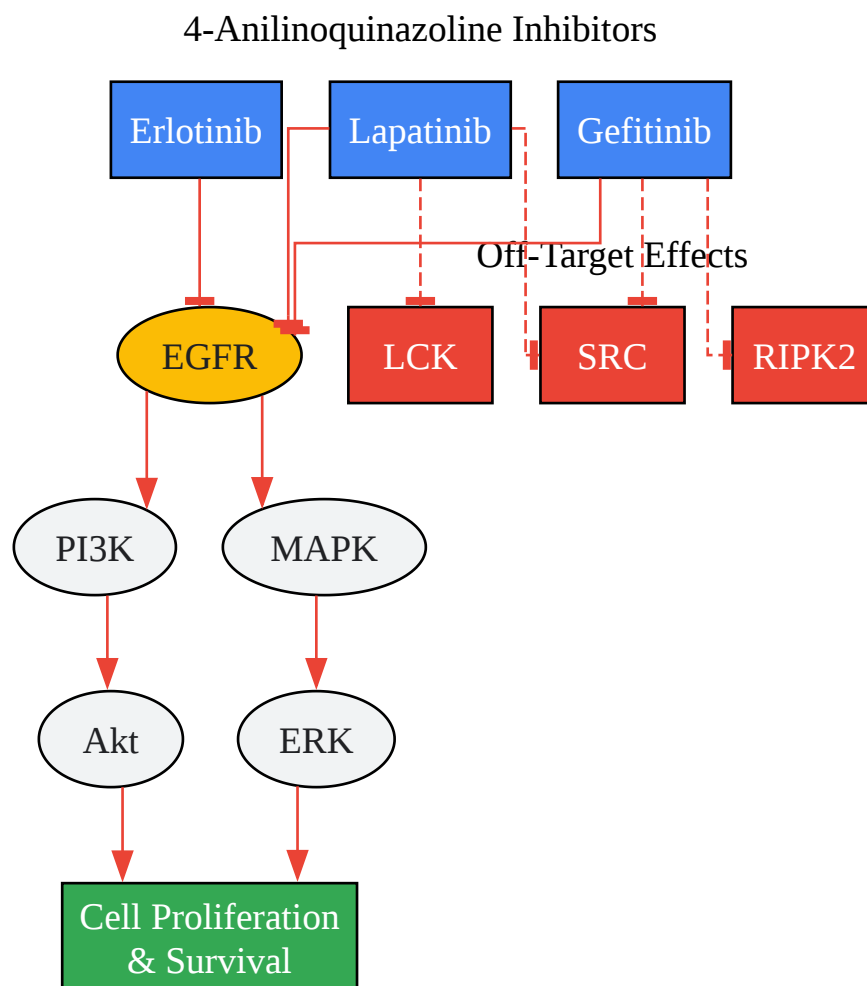 4-Anilinoquinazoline Inhibitors
Erlotinib
Lapatinib
Gefitinib
Off-Target Effects
EGFR
LCK
SRC
RIPK2
PI3K
MAPK
Akt
ERK
Cell Proliferation
& Survival